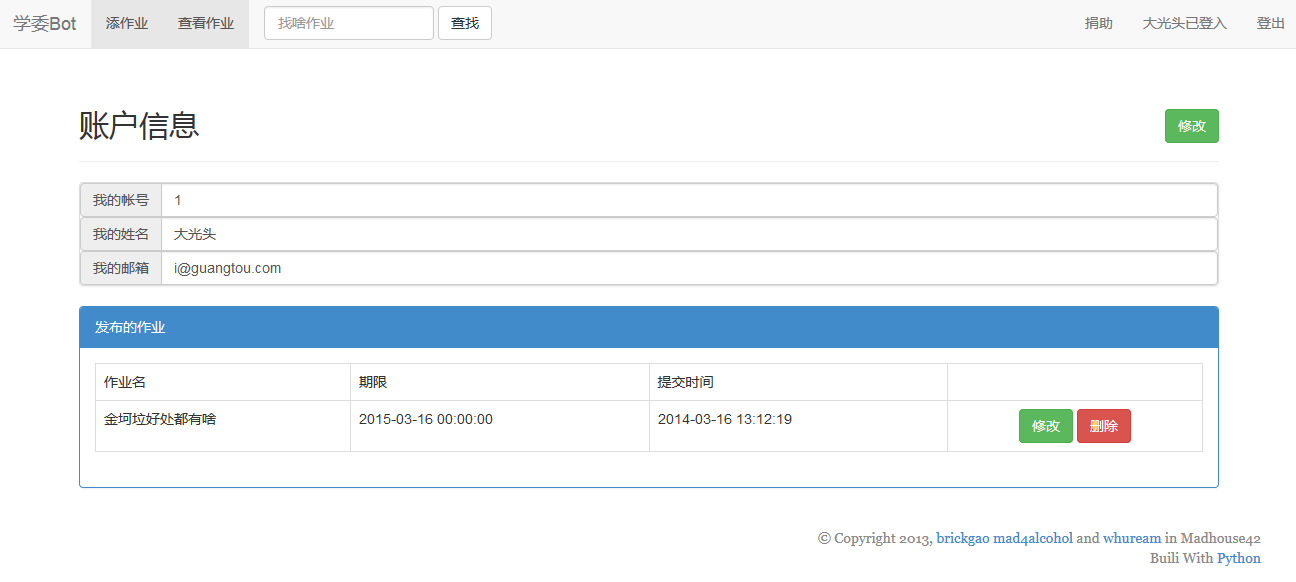 学委Bot 添作业 查看作业 找啥作业 查找 捐助 大光头已登入 登出
账户信息 修改
我的帐号 1
我的姓名 大光头
我的邮箱 i@guangtou.com
发布的作业
作业名 期限 提交时间
金坷垃好处都有啥 2015-03-16 00:00:00 2014-03-16 13:12:19 修改 删除
© Copyright 2013, brickgao mad4alcohol and whuream in Madhouse42
Buili With Python